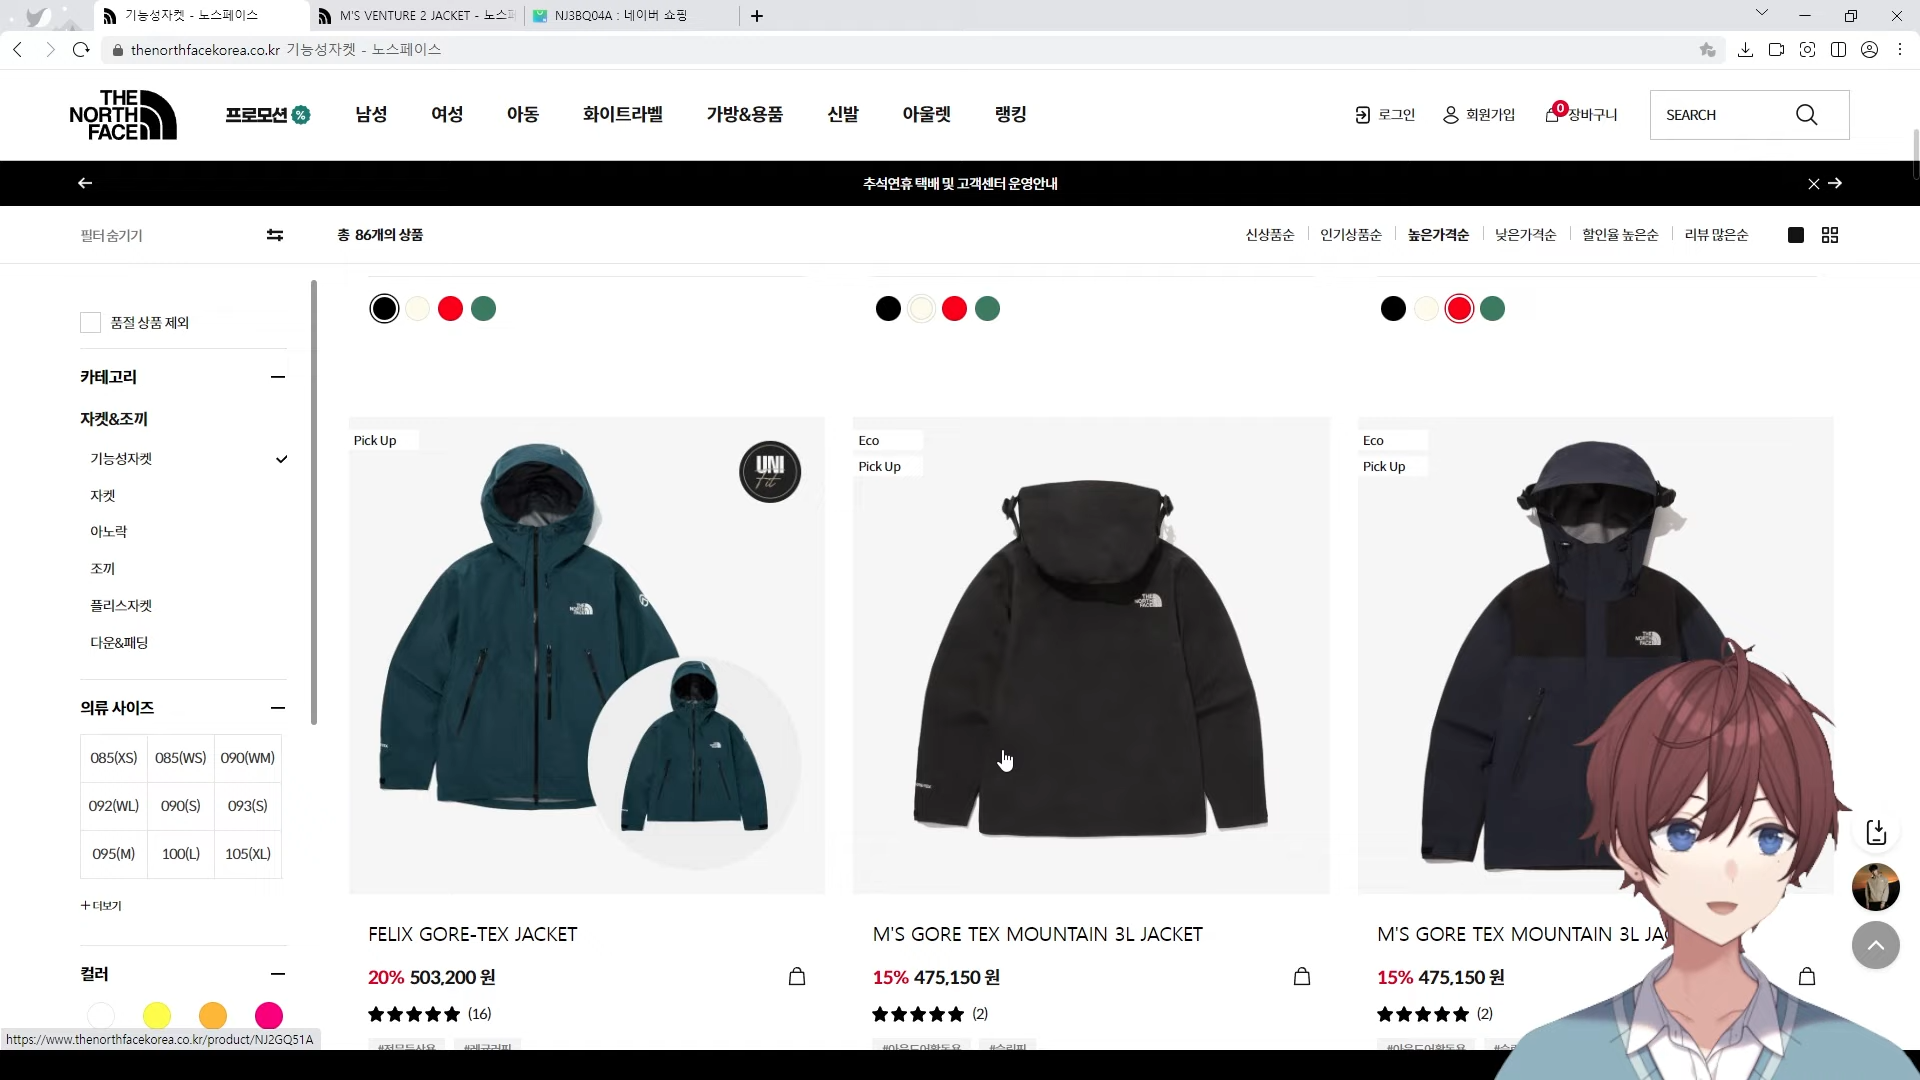 기능성자켓 - 노스페이스
M'S VENTURE 2 JACKET - 노스페
NJ3BQ04A : 네이버 쇼핑
thenorthfacekorea.co.kr 기능성자켓 - 노스페이스
THE NORTH FACE
프로모션 %
남성
여성
아동
화이트라벨
가방&용품
신발
아울렛
랭킹
로그인
회원가입
0
장바구니
SEARCH
추석연휴 택배 및 고객센터 운영안내
필터 숨기기
총 86개의 상품
신상품순
인기상품순
높은가격순
낮은가격순
할인율 높은순
리뷰 많은순
품절 상품 제외
카테고리
자켓&조끼
기능성자켓
자켓
아노락
조끼
플리스자켓
다운&패딩
의류 사이즈
085(XS) 085(WS) 090(WM)
092(WL) 090(S) 093(S)
095(M) 100(L) 105(XL)
+ 더보기
컬러
Pick Up
UNI
Fit
THE NORTH FACE
FELIX GORE-TEX JACKET
20% 503,200 원
(16)
Eco
Pick Up
THE NORTH FACE
M'S GORE TEX MOUNTAIN 3L JACKET
15% 475,150 원
(2)
Eco
Pick Up
THE NORTH FACE
M'S GORE TEX MOUNTAIN 3L JA
15% 475,150 원
(2)
https://www.thenorthfacekorea.co.kr/product/NJ2GQ51A